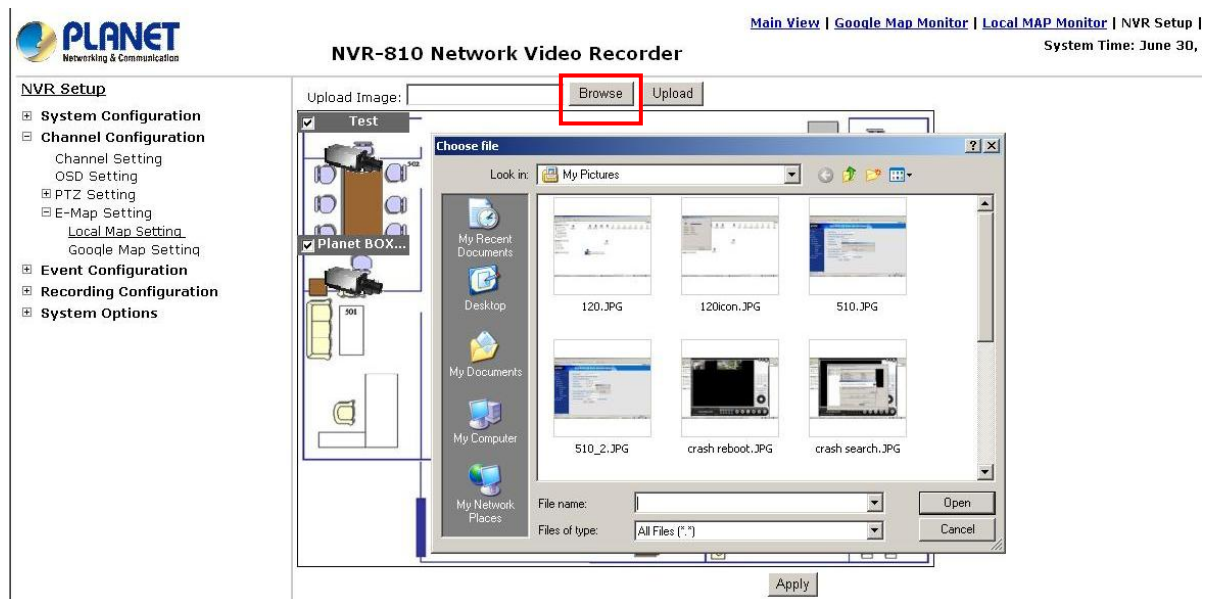 PLANET
Networking & Communication
Main View | Google Map Monitor | Local MAP Monitor | NVR Setup |
NVR-810 Network Video Recorder
System Time: June 30,
NVR Setup
System Configuration
Channel Configuration
Channel Setting
OSD Setting
PTZ Setting
E-Map Setting
Local Map Setting
Google Map Setting
Event Configuration
Recording Configuration
System Options
Upload Image:
Browse
Upload
Test
502
Planet BOX...
501
Choose file
Look in:
My Pictures
My Recent
Documents
Desktop
My Documents
My Computer
My Network
Places
120.JPG
120icon.JPG
510.JPG
510_2.JPG
crash reboot.JPG
crash search.JPG
File name:
Open
Files of type:
All Files (*.*)
Cancel
Apply